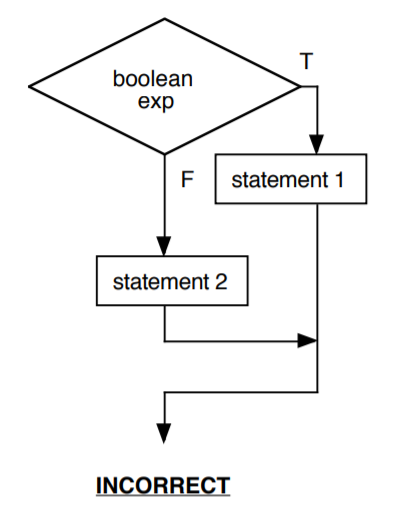 boolean
exp
T
F
statement 1
statement 2
INCORRECT